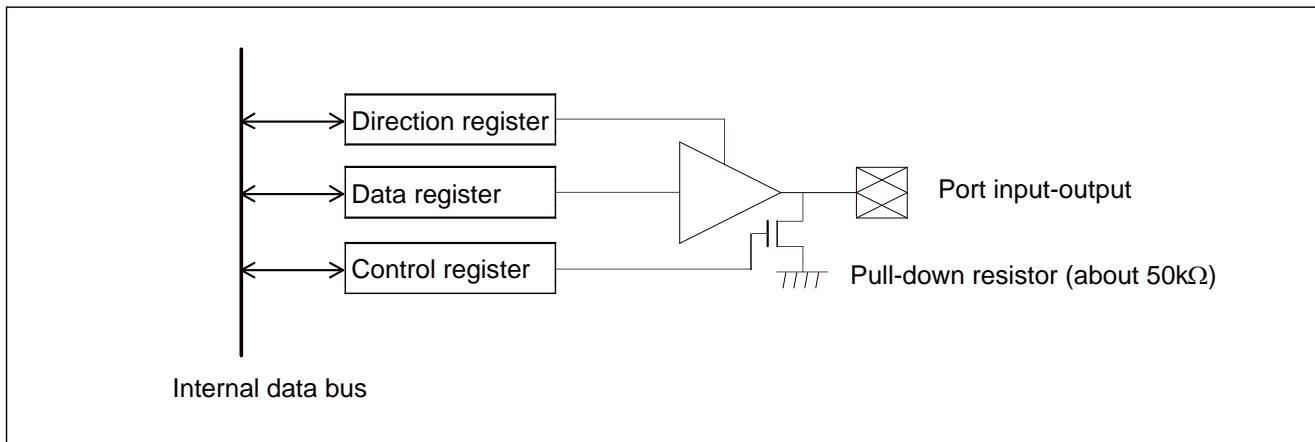 Direction register
Data register
Port input-output
Control register
Pull-down resistor (about 50kΩ)
Internal data bus